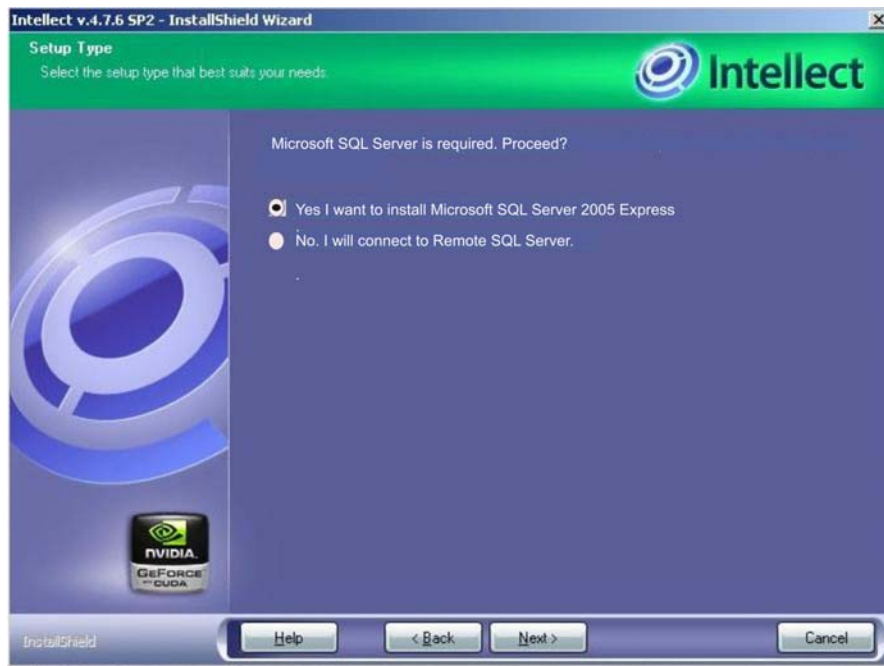 Intellect v.4.7.6 SP2 - InstallShield Wizard
Setup Type
Select the setup type that best suits your needs.
Intellect
Microsoft SQL Server is required. Proceed?
Yes I want to install Microsoft SQL Server 2005 Express
No. I will connect to Remote SQL Server.
NVIDIA.
GEFORCE
WITH CUDA
InstallShield
Help
< Back
Next >
Cancel